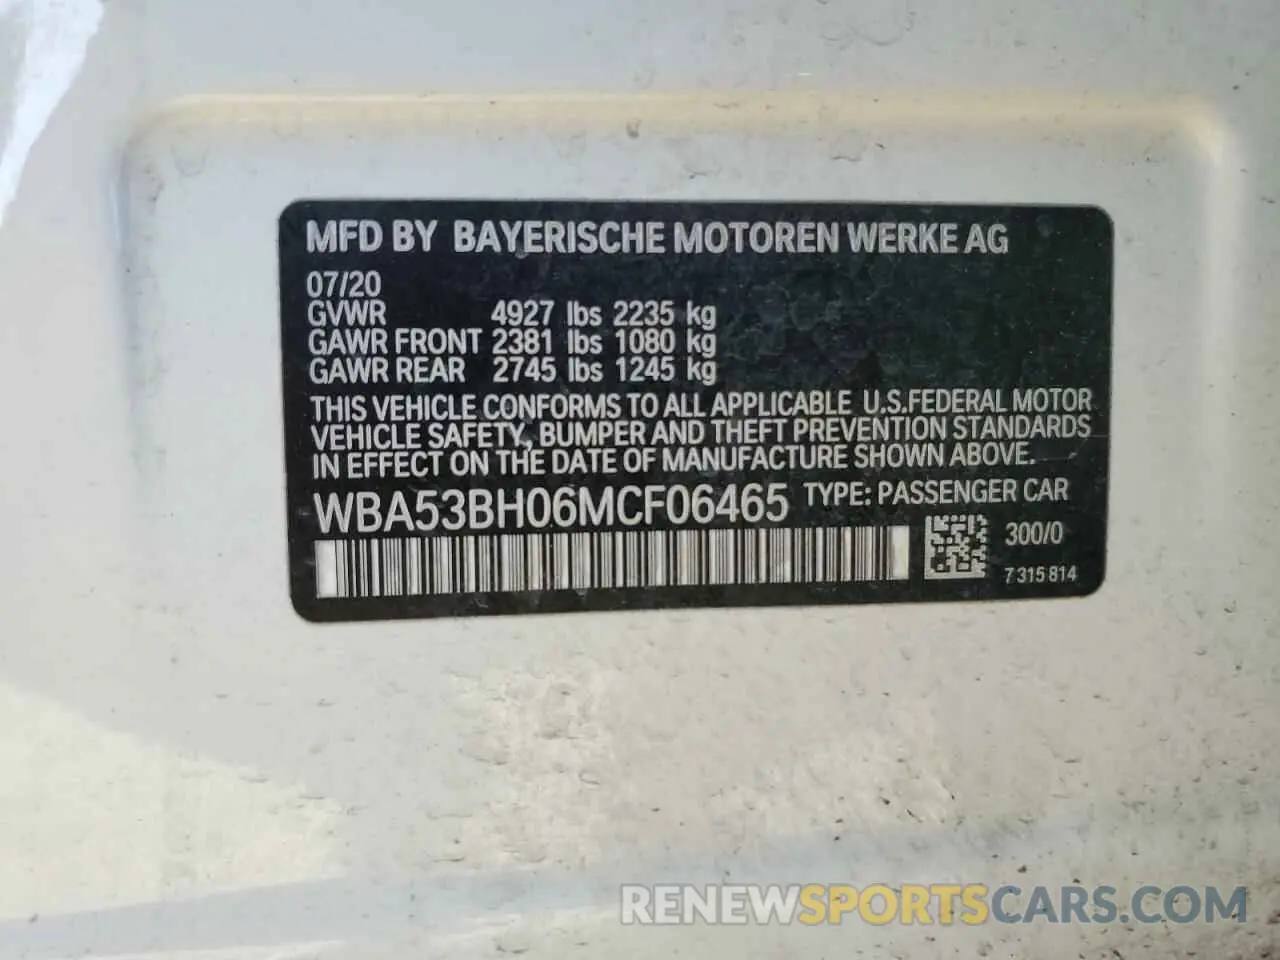 MFD BY BAYERISCHE MOTOREN WERKE AG
07/20
GVWR 4927 lbs 2235 kg
GAWR FRONT 2381 lbs 1080 kg
GAWR REAR 2745 lbs 1245 kg
THIS VEHICLE CONFORMS TO ALL APPLICABLE U.S.FEDERAL MOTOR
VEHICLE SAFETY, BUMPER AND THEFT PREVENTION STANDARDS
IN EFFECT ON THE DATE OF MANUFACTURE SHOWN ABOVE.
WBA53BH06MCF06465 TYPE: PASSENGER CAR
300/0
7 315 814
RENEWSPORTSCARS.COM